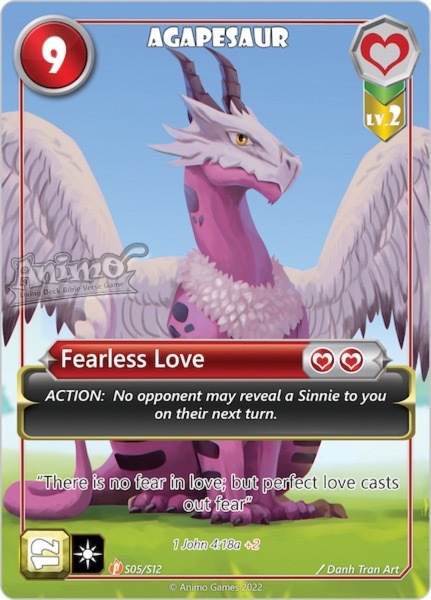 9
AGAPESAUR
LV.2
Animo
Living Deck Bible Verse Game
Fearless Love
ACTION: No opponent may reveal a Sinnie to you
on their next turn.
"There is no fear in love; but perfect love casts
out fear"
1 John 4:18a +2
12
S05/S12
Danh Tran Art
© Animo Games 2022